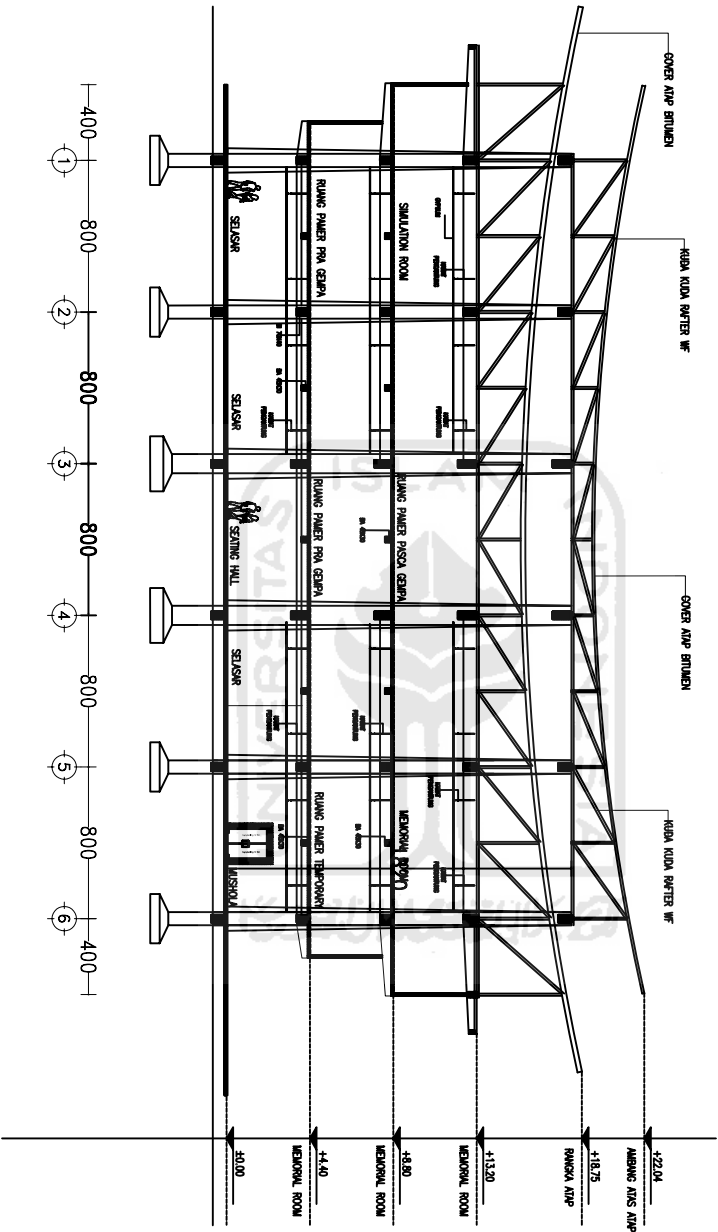 COVER ATAP BITUMEN
KUDA KUDA RAFTER WF
COVER ATAP BITUMEN
KUDA KUDA RAFTER WF
+22.04
AMBANG ATAS ATAP
+18.75
RANGKA ATAP
+13.20
MEMORIAL ROOM
+8.80
MEMORIAL ROOM
+4.40
MEMORIAL ROOM
±0.00
SIMULATION ROOM
RUANG PAMER PASCA GEMPA
MEMORIAL ROOM
RUANG PAMER PRA GEMPA
RUANG PAMER PRA GEMPA
RUANG PAMER TEMPORARY
SELASAR
SELASAR
SEATING HALL
SELASAR
MUSHOLA
400
800
800
800
800
800
400
1
2
3
4
5
6
UNIVERSITAS
ISLAM
INDONESIA